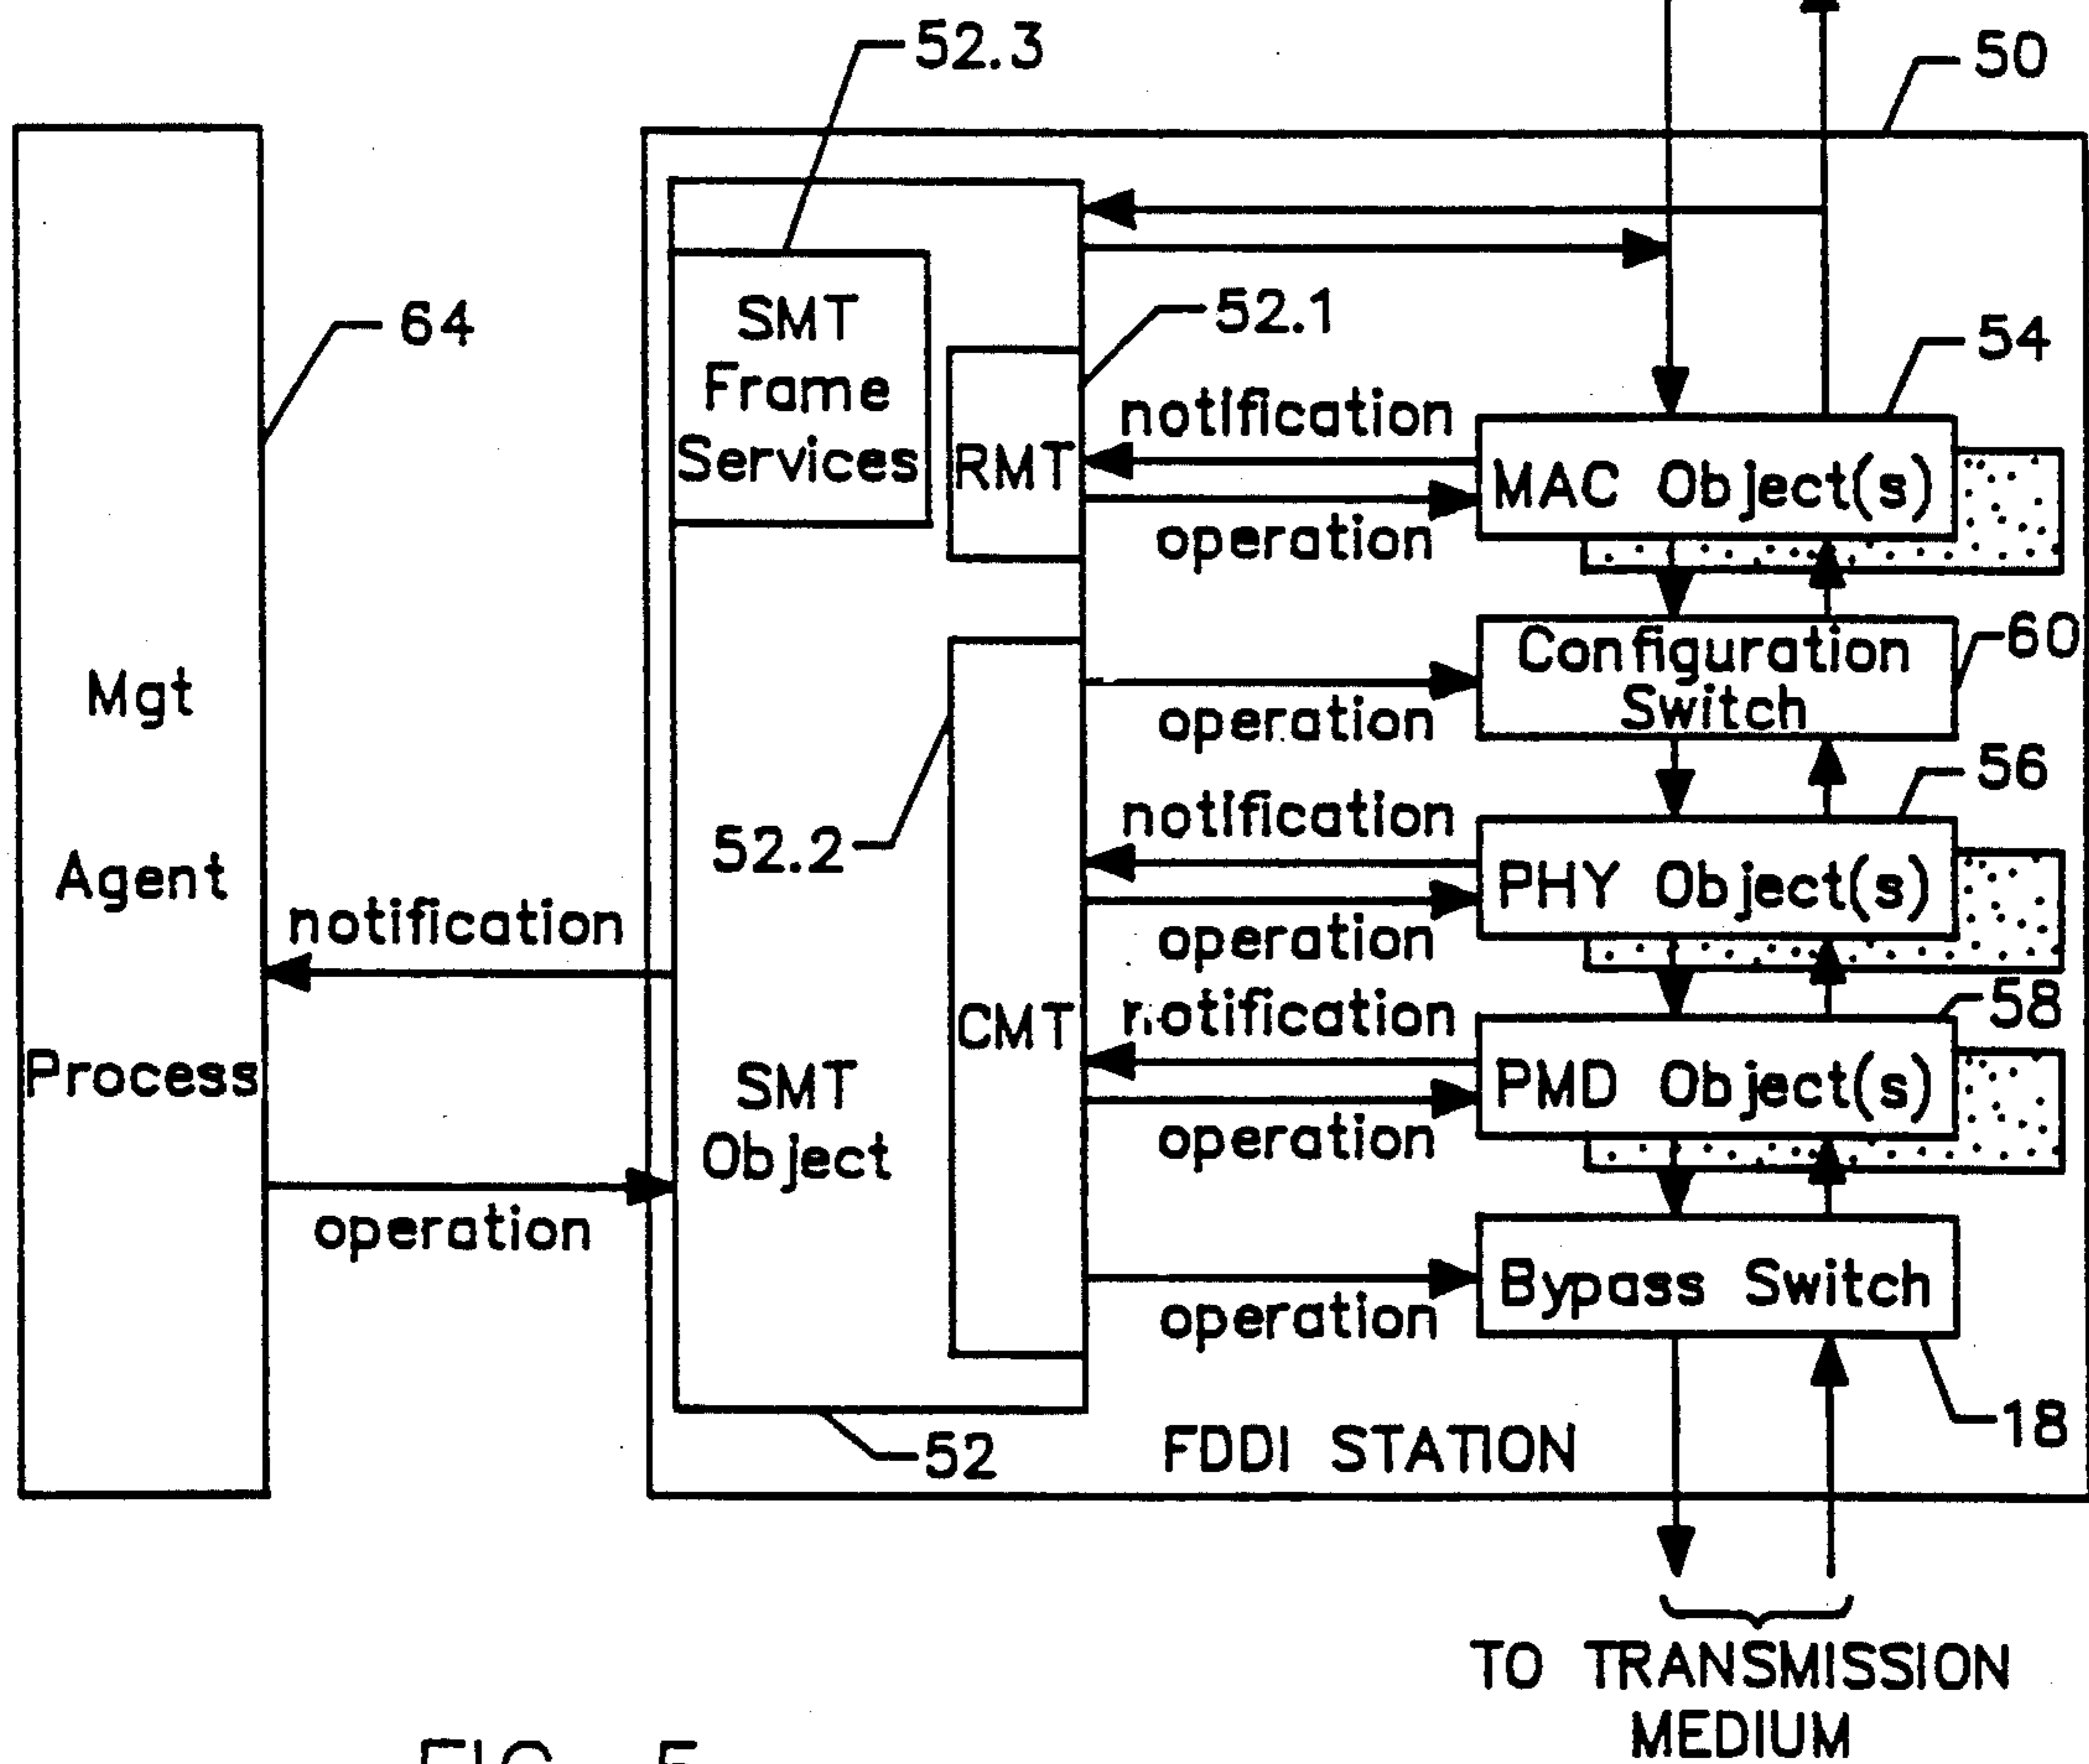 52.3
50
64
SMT
Frame
Services
52.1
54
notification
RMT
MAC Object(s)
operation
Configuration
Switch
60
Mgt
Agent
Process
operation
52.2
notification
56
PHY Object(s)
operation
notification
CMT
notification
58
PMD Object(s)
operation
SMT
Object
operation
Bypass Switch
operation
18
52
FDDI STATION
TO TRANSMISSION
MEDIUM
FIG. 5